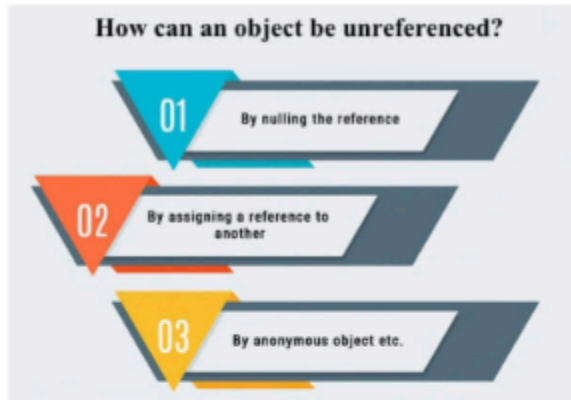 How can an object be unreferenced?
01
By nulling the reference
02
By assigning a reference to
another
03
By anonymous object etc.